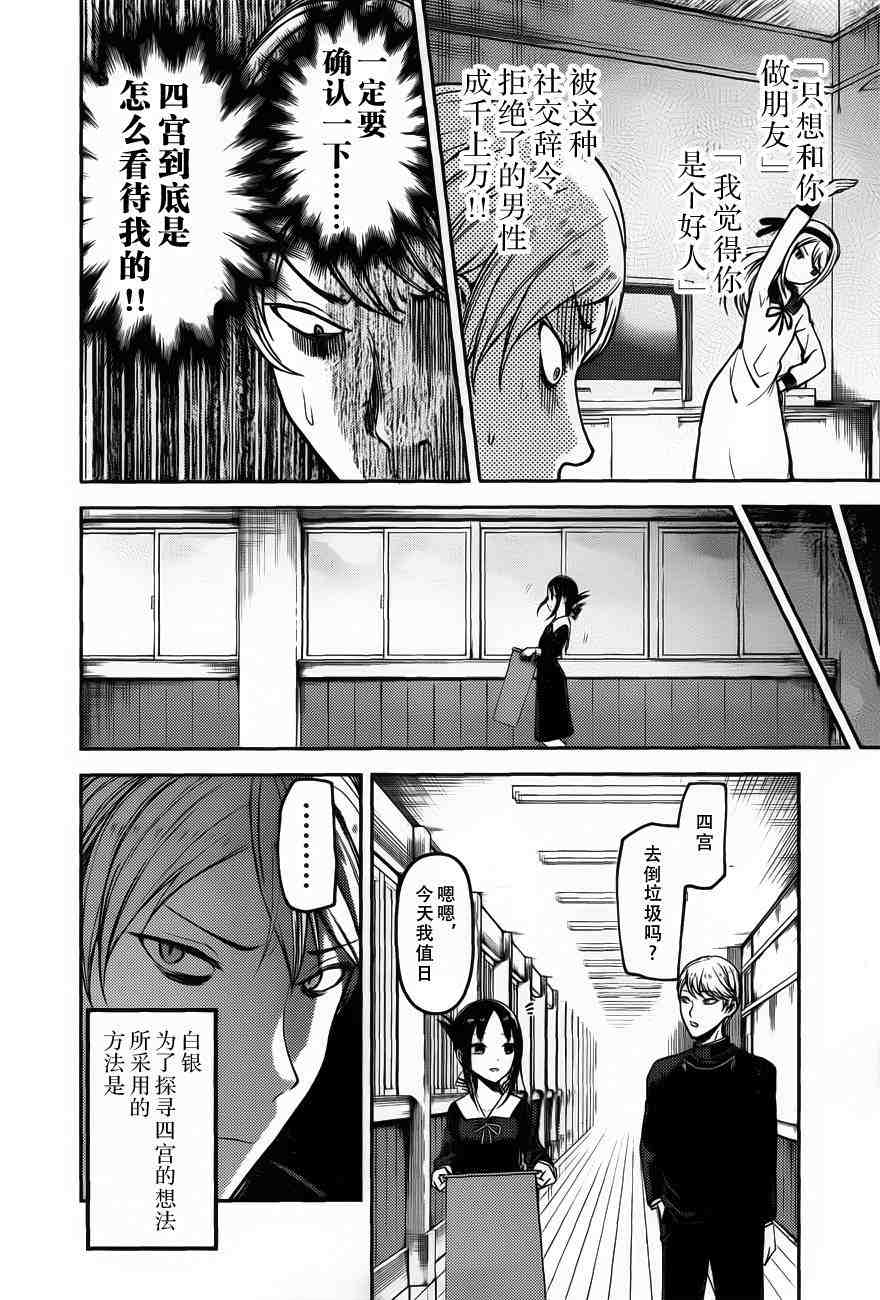 「只想和你
做朋友」
「我觉得你
是个好人」
被这种
社交辞令
拒绝了的男性
成千上万!!
一定要
确认一下……
四宫到底是
怎么看待我的!!
四宫
去倒垃圾吗？
嗯嗯，
今天我值日
………
白银
为了探寻四宫的想法
所采用的
方法是